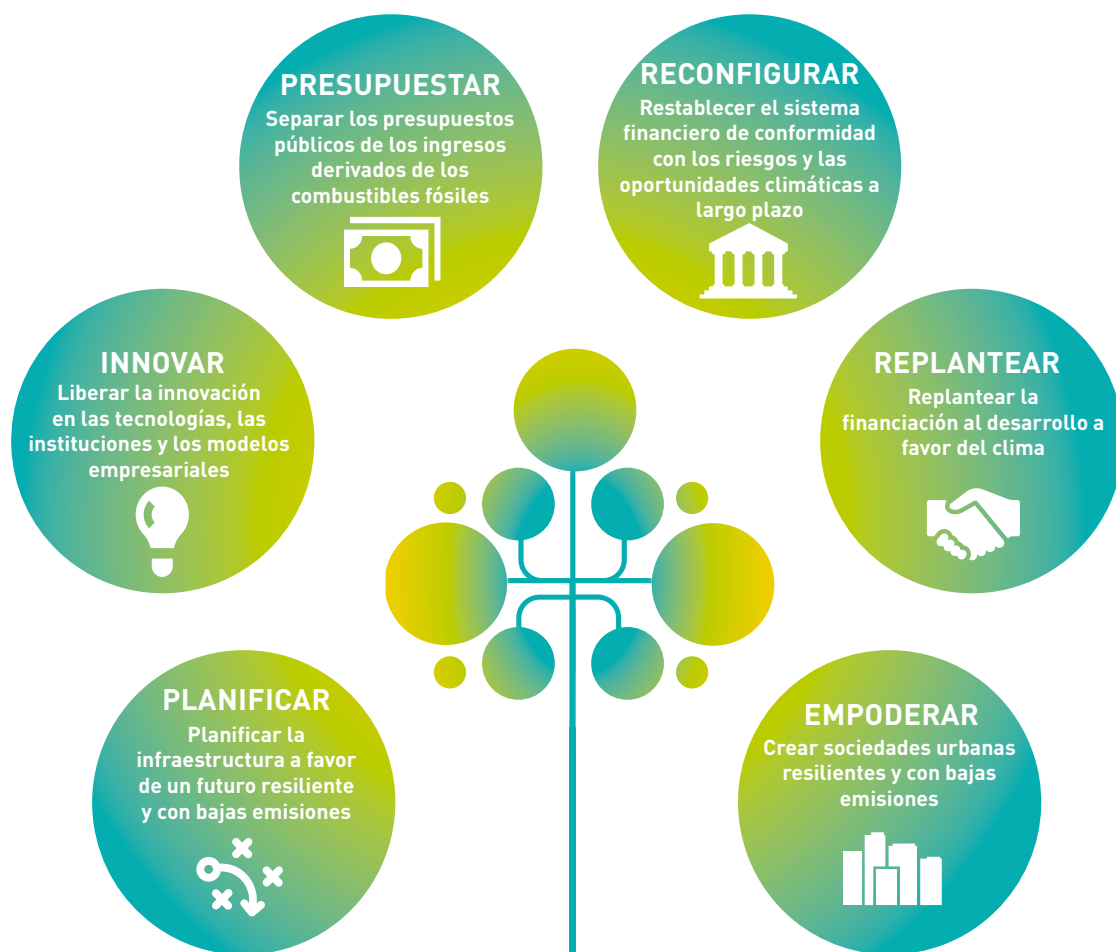 PRESUPUESTAR
Separar los presupuestos
públicos de los ingresos
derivados de los
combustibles fósiles
RECONFIGURAR
Restablecer el sistema
financiero de conformidad
con los riesgos y las
oportunidades climáticas a
largo plazo
INNOVAR
Liberar la innovación
en las tecnologías, las
instituciones y los modelos
empresariales
REPLANTEAR
Replantear la
financiación al desarrollo a
favor del clima
PLANIFICAR
Planificar la
infraestructura a favor
de un futuro resiliente
y con bajas emisiones
EMPODERAR
Crear sociedades urbanas
resilientes y con bajas
emisiones